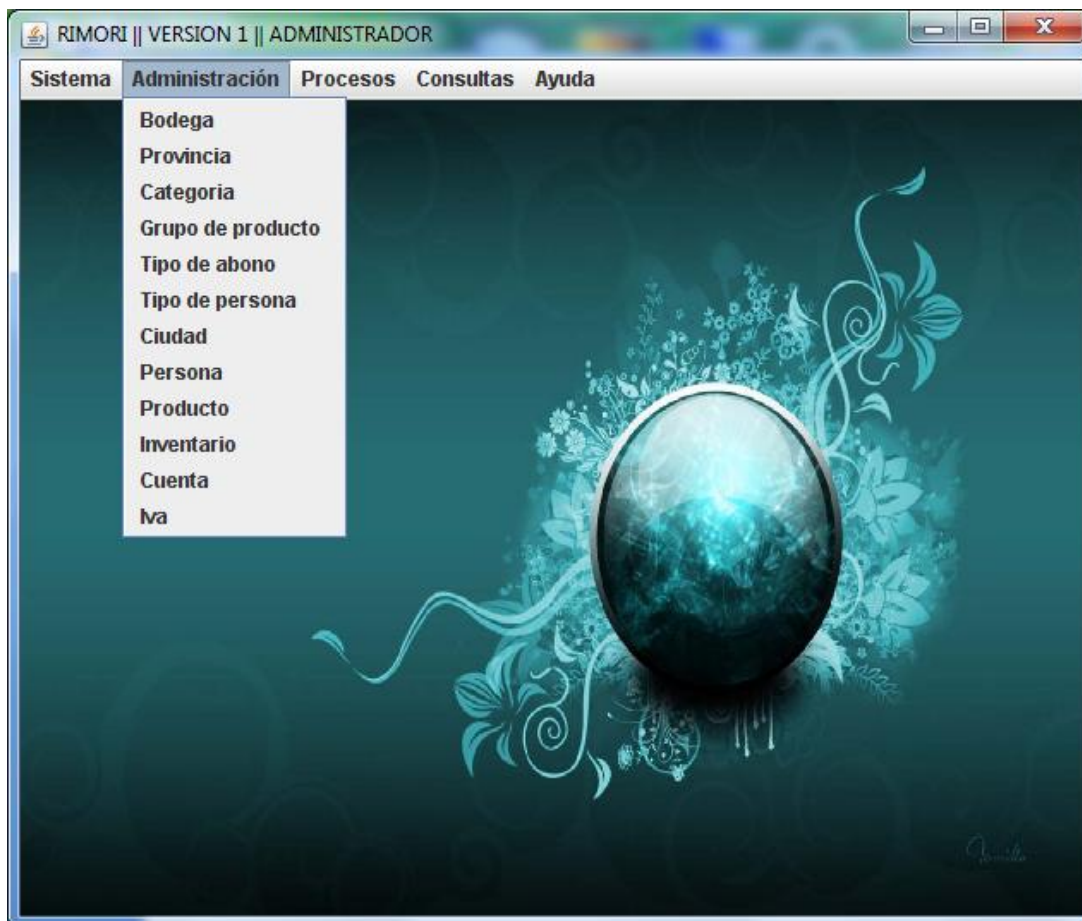 RIMORI || VERSION 1 || ADMINISTRADOR
Sistema Administración Procesos Consultas Ayuda
Bodega
Provincia
Categoria
Grupo de producto
Tipo de abono
Tipo de persona
Ciudad
Persona
Producto
Inventario
Cuenta
Iva